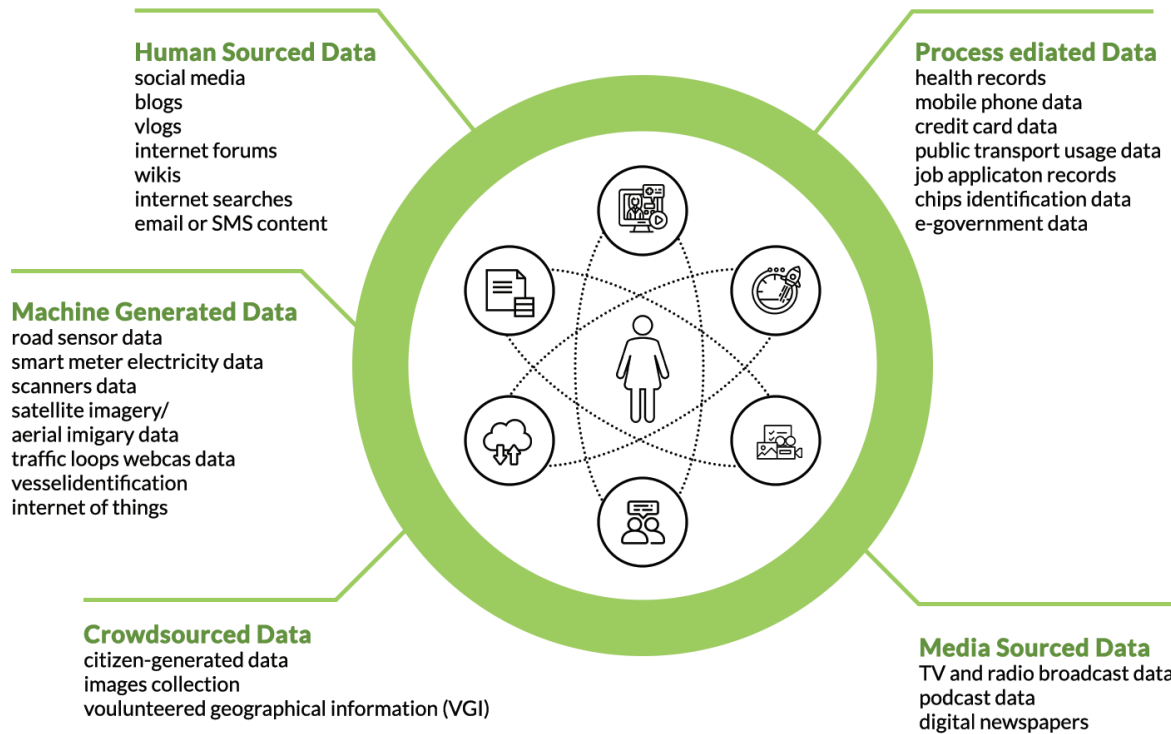 Human Sourced Data
social media
blogs
vlogs
internet forums
wikis
internet searches
email or SMS content
Process ediated Data
health records
mobile phone data
credit card data
public transport usage data
job applicaton records
chips identification data
e-government data
Machine Generated Data
road sensor data
smart meter electricity data
scanners data
satellite imagery/
aerial imigary data
traffic loops webcas data
vesselidentification
internet of things
Crowdsourced Data
citizen-generated data
images collection
voulunteered geographical information (VGI)
Media Sourced Data
TV and radio broadcast data
podcast data
digital newspapers